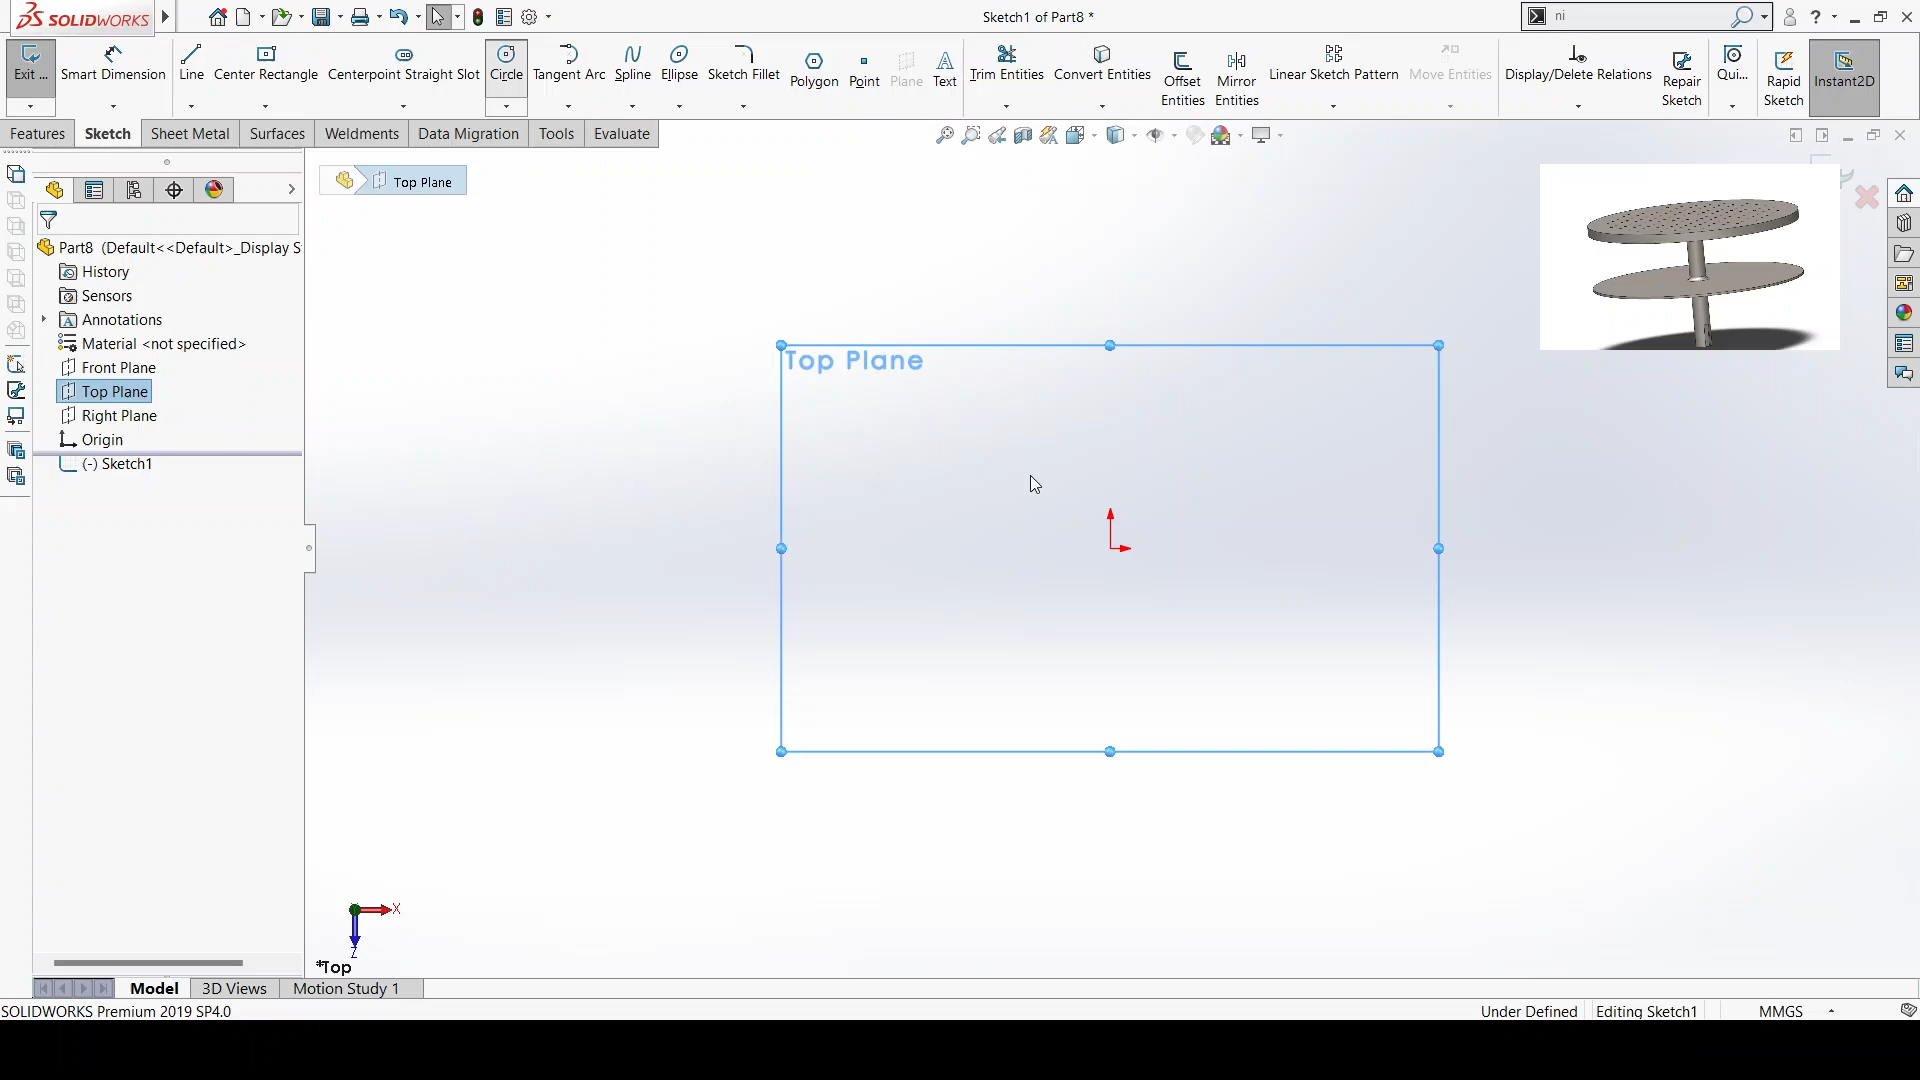 SOLIDWORKS
Sketch1 of Part8 *
ni
?
Exit ...
Smart Dimension
Line
Center Rectangle
Centerpoint Straight Slot
Circle
Tangent Arc
Spline
Ellipse
Sketch Fillet
Polygon
Point
Plane
Text
Trim Entities
Convert Entities
Offset Entities
Mirror Entities
Linear Sketch Pattern
Move Entities
Display/Delete Relations
Repair Sketch
Qui...
Rapid Sketch
Instant2D
Features
Sketch
Sheet Metal
Surfaces
Weldments
Data Migration
Tools
Evaluate
Top Plane
Part8 (Default<<Default>_Display S
History
Sensors
Annotations
Material <not specified>
Front Plane
Top Plane
Right Plane
Origin
(-) Sketch1
Top Plane
X
Z
*Top
Model
3D Views
Motion Study 1
SOLIDWORKS Premium 2019 SP4.0
Under Defined
Editing Sketch1
MMGS